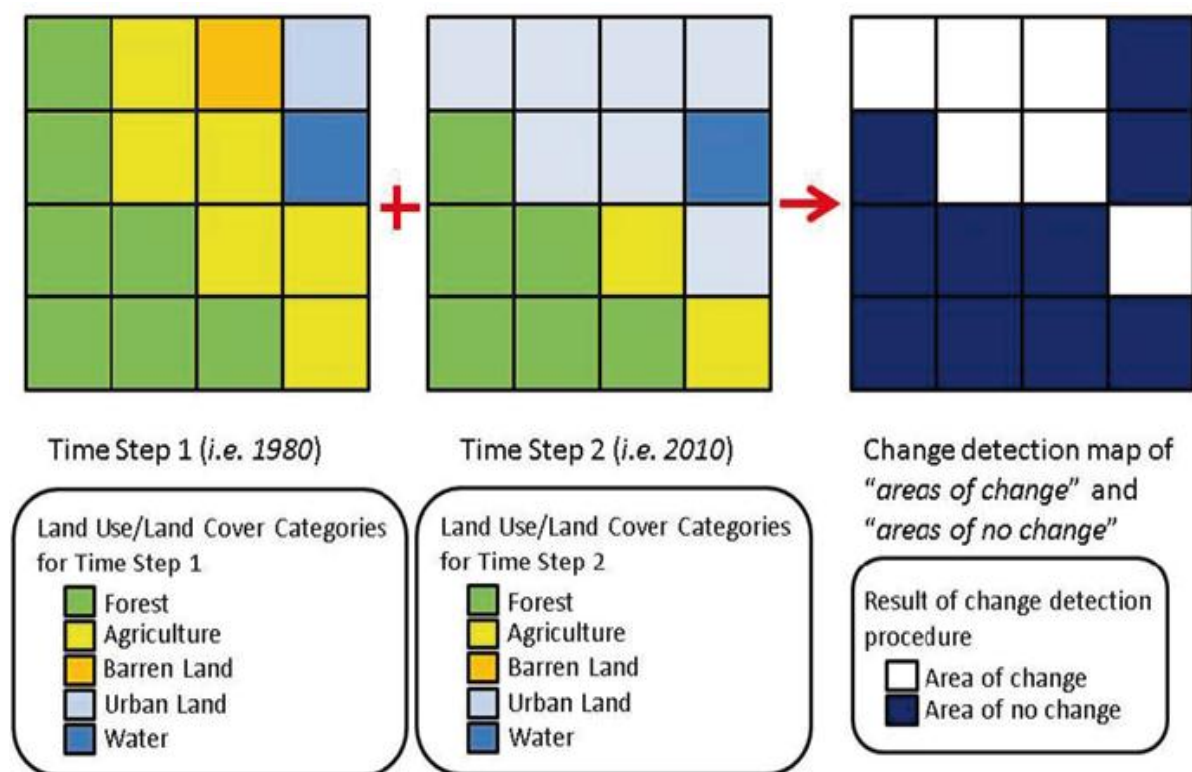 Time Step 1 (i.e. 1980)
Land Use/Land Cover Categories
for Time Step 1
Forest
Agriculture
Barren Land
Urban Land
Water
Time Step 2 (i.e. 2010)
Land Use/Land Cover Categories
for Time Step 2
Forest
Agriculture
Barren Land
Urban Land
Water
Change detection map of
“areas of change” and
“areas of no change”
Result of change detection
procedure
Area of change
Area of no change